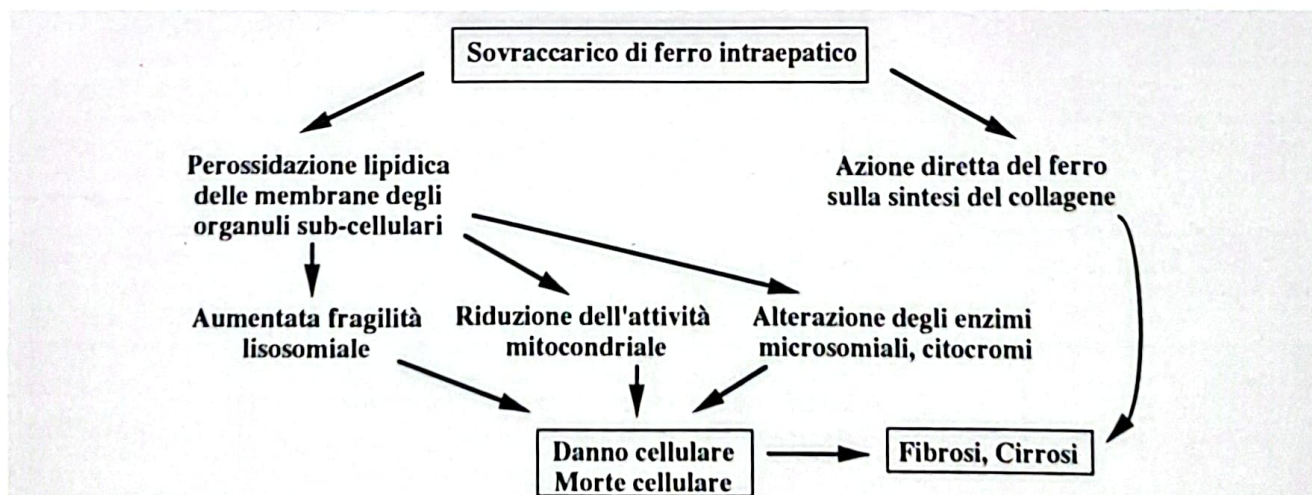 Sovraccarico di ferro intraepatico
Perossidazione lipidica
delle membrane degli
organuli sub-cellulari
Azione diretta del ferro
sulla sintesi del collagene
Aumentata fragilità
lisosomiale
Riduzione dell'attività
mitocondriale
Alterazione degli enzimi
microsomiali, citocromi
Danno cellulare
Morte cellulare
Fibrosi, Cirrosi